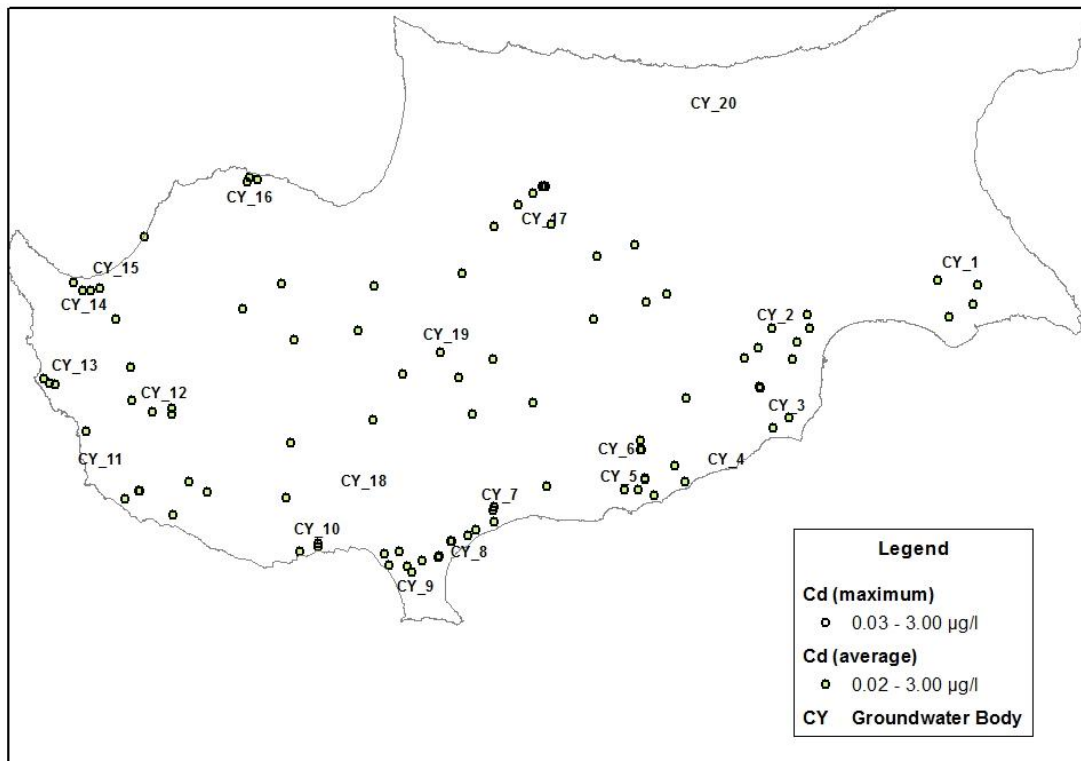 CY_20
CY_16
CY_17
CY_15
CY_1
CY_14
CY_2
CY_19
CY_13
CY_12
CY_3
CY_6
CY_11
CY_4
CY_5
CY_18
CY_7
CY_10
CY_8
CY_9
Legend
Cd (maximum)
0.03 - 3.00 µg/l
Cd (average)
0.02 - 3.00 µg/l
CY Groundwater Body